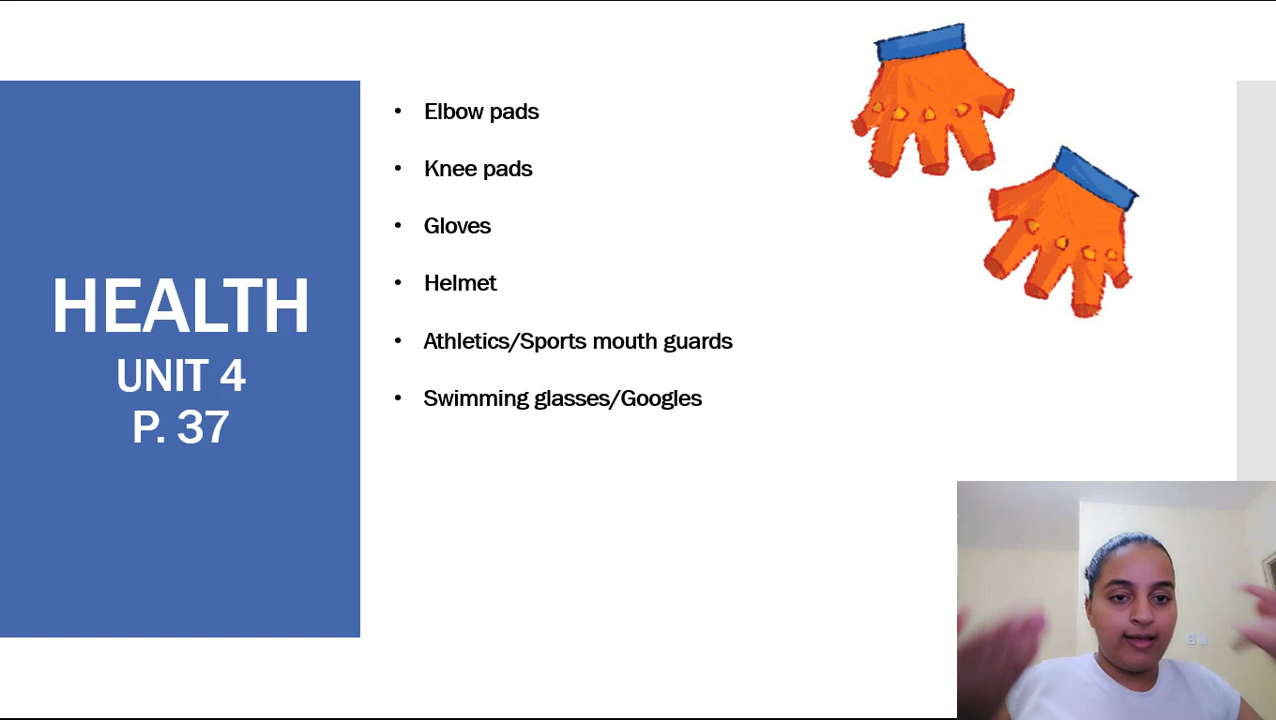 HEALTH
UNIT 4
P. 37
• Elbow pads
• Knee pads
• Gloves
• Helmet
• Athletics/Sports mouth guards
• Swimming glasses/Googles